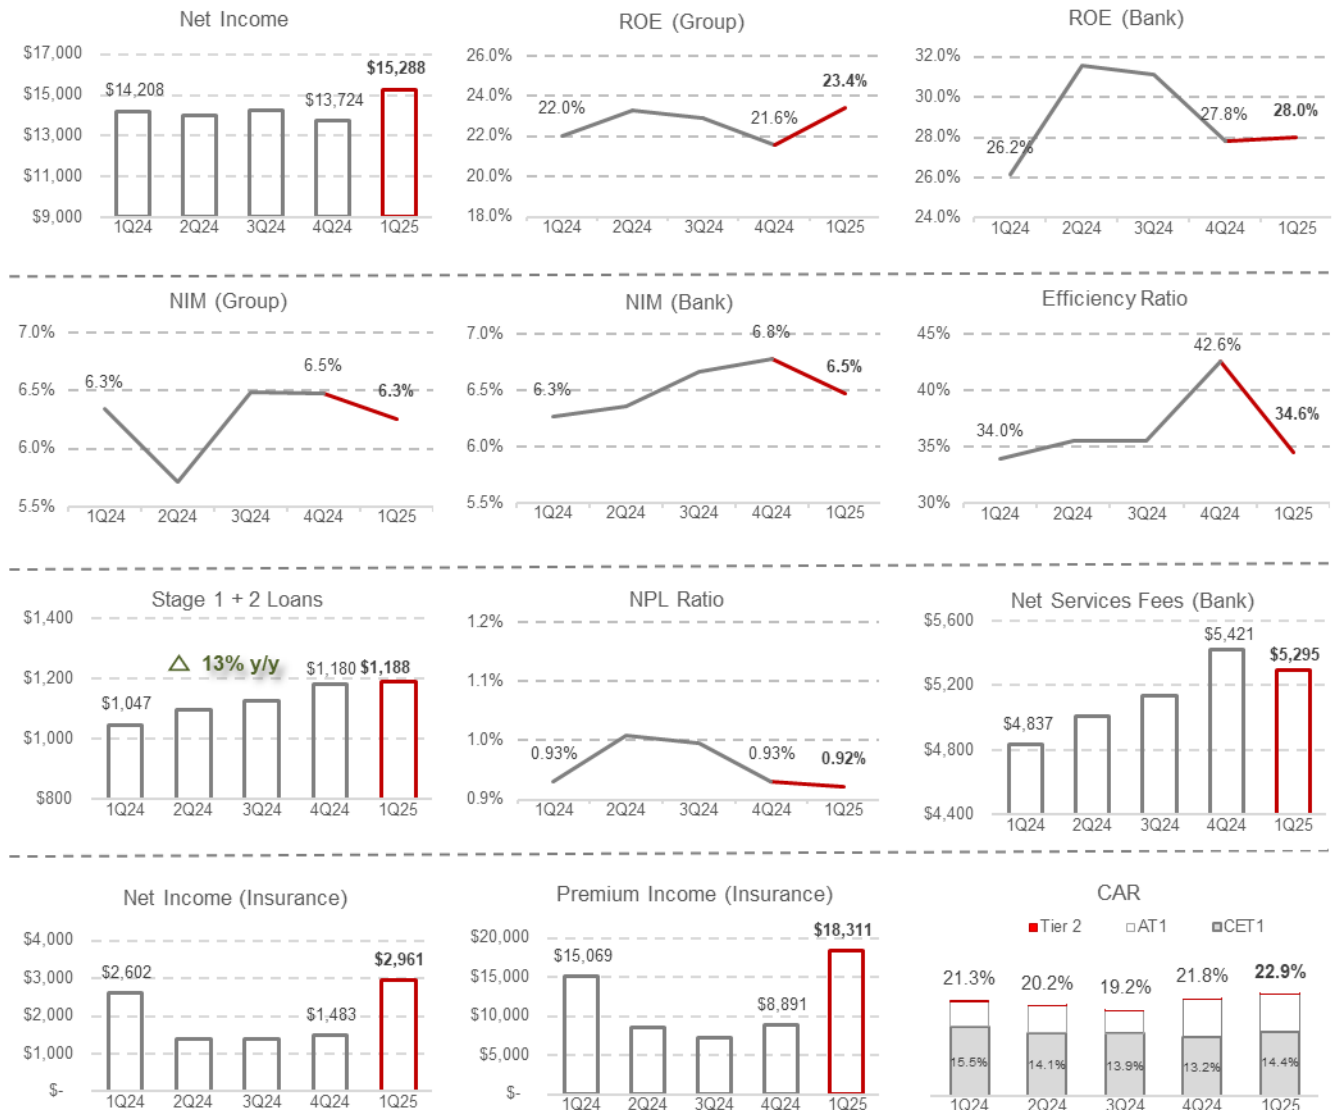 Net Income
$17,000
$15,000
$13,000
$11,000
$9,000
$14,208
$13,724
$15,288
1Q24 2Q24 3Q24 4Q24 1Q25
ROE (Group)
26.0%
24.0%
22.0%
20.0%
18.0%
22.0%
21.6%
23.4%
1Q24 2Q24 3Q24 4Q24 1Q25
ROE (Bank)
32.0%
30.0%
28.0%
26.0%
24.0%
26.2%
27.8%
28.0%
1Q24 2Q24 3Q24 4Q24 1Q25
NIM (Group)
7.0%
6.5%
6.0%
5.5%
6.3%
6.5%
6.3%
1Q24 2Q24 3Q24 4Q24 1Q25
NIM (Bank)
7.0%
6.5%
6.0%
5.5%
6.3%
6.8%
6.5%
1Q24 2Q24 3Q24 4Q24 1Q25
Efficiency Ratio
45%
40%
35%
30%
34.0%
42.6%
34.6%
1Q24 2Q24 3Q24 4Q24 1Q25
Stage 1 + 2 Loans
$1,400
$1,200
$1,000
$800
△ 13% y/y
$1,047
$1,180
$1,188
1Q24 2Q24 3Q24 4Q24 1Q25
NPL Ratio
1.2%
1.1%
1.0%
0.9%
0.93%
0.93%
0.92%
1Q24 2Q24 3Q24 4Q24 1Q25
Net Services Fees (Bank)
$5,600
$5,200
$4,800
$4,400
$4,837
$5,421
$5,295
1Q24 2Q24 3Q24 4Q24 1Q25
Net Income (Insurance)
$4,000
$3,000
$2,000
$1,000
$-
$2,602
$1,483
$2,961
1Q24 2Q24 3Q24 4Q24 1Q25
Premium Income (Insurance)
$20,000
$15,000
$10,000
$5,000
$-
$15,069
$8,891
$18,311
1Q24 2Q24 3Q24 4Q24 1Q25
CAR
Tier 2 AT1 CET1
21.3% 20.2% 19.2% 21.8% 22.9%
15.5% 14.1% 13.9% 13.2% 14.4%
1Q24 2Q24 3Q24 4Q24 1Q25